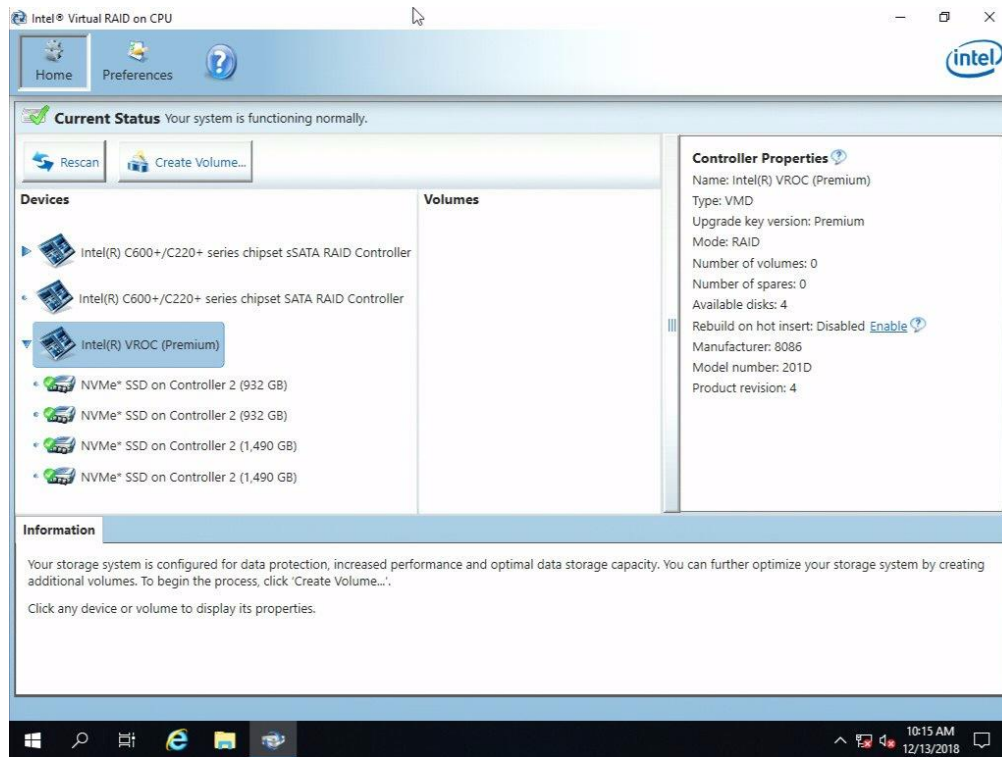 Intel® Virtual RAID on CPU
Home
Preferences
?
intel
Current Status Your system is functioning normally.
Rescan
Create Volume...
Devices
Volumes
Intel(R) C600+/C220+ series chipset sSATA RAID Controller
Intel(R) C600+/C220+ series chipset SATA RAID Controller
Intel(R) VROC (Premium)
NVMe* SSD on Controller 2 (932 GB)
NVMe* SSD on Controller 2 (932 GB)
NVMe* SSD on Controller 2 (1,490 GB)
NVMe* SSD on Controller 2 (1,490 GB)
Controller Properties ?
Name: Intel(R) VROC (Premium)
Type: VMD
Upgrade key version: Premium
Mode: RAID
Number of volumes: 0
Number of spares: 0
Available disks: 4
Rebuild on hot insert: Disabled Enable ?
Manufacturer: 8086
Model number: 201D
Product revision: 4
Information
Your storage system is configured for data protection, increased performance and optimal data storage capacity. You can further optimize your storage system by creating
additional volumes. To begin the process, click 'Create Volume...'.
Click any device or volume to display its properties.
10:15 AM
12/13/2018